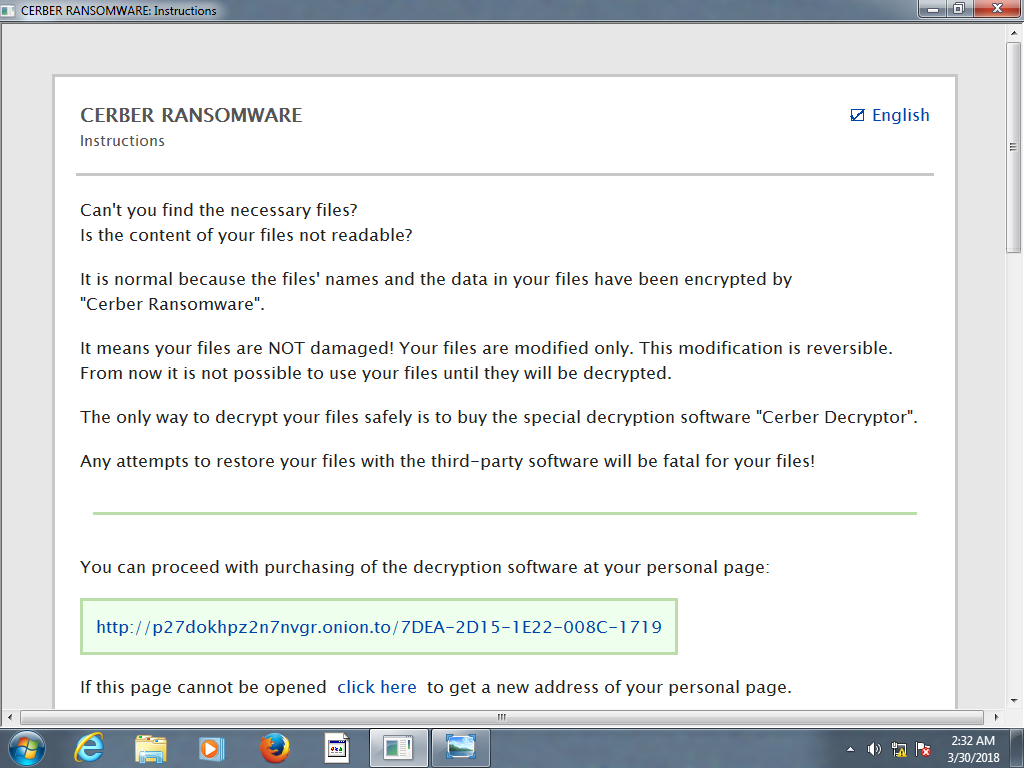 CERBER RANSOMWARE: Instructions
CERBER RANSOMWARE
English
Instructions
Can't you find the necessary files?
Is the content of your files not readable?
It is normal because the files' names and the data in your files have been encrypted by
"Cerber Ransomware".
It means your files are NOT damaged! Your files are modified only. This modification is reversible.
From now it is not possible to use your files until they will be decrypted.
The only way to decrypt your files safely is to buy the special decryption software "Cerber Decryptor".
Any attempts to restore your files with the third-party software will be fatal for your files!
You can proceed with purchasing of the decryption software at your personal page:
http://p27dokhpz2n7nvgr.onion.to/7DEA-2D15-1E22-008C-1719
If this page cannot be opened click here to get a new address of your personal page.
2:32 AM
3/30/2018